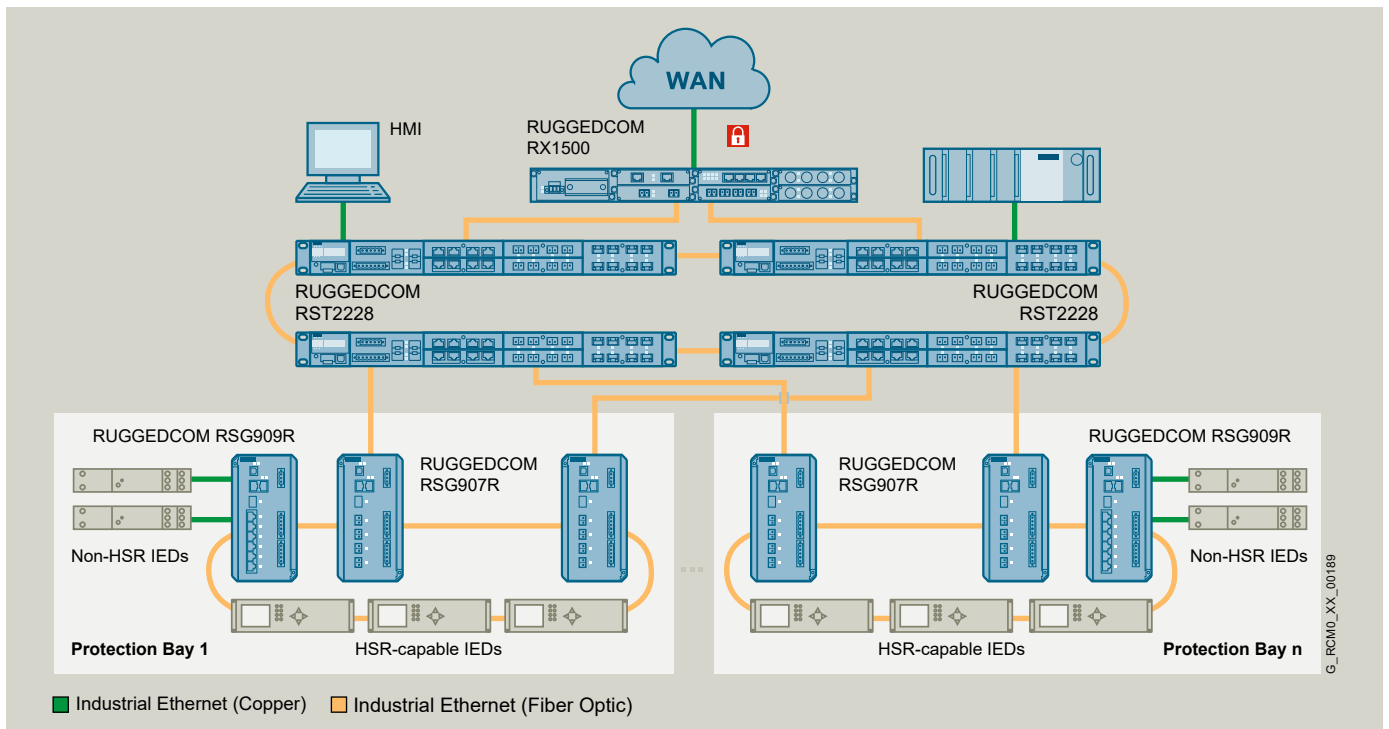 WAN
HMI
RUGGEDCOM
RX1500
RUGGEDCOM
RST2228
RUGGEDCOM
RST2228
RUGGEDCOM RSG909R
RUGGEDCOM
RSG907R
Non-HSR IEDs
HSR-capable IEDs
Protection Bay 1
...
RUGGEDCOM RSG909R
RUGGEDCOM
RSG907R
Non-HSR IEDs
HSR-capable IEDs
Protection Bay n
G_RCM0_XX_00189
Industrial Ethernet (Copper)
Industrial Ethernet (Fiber Optic)